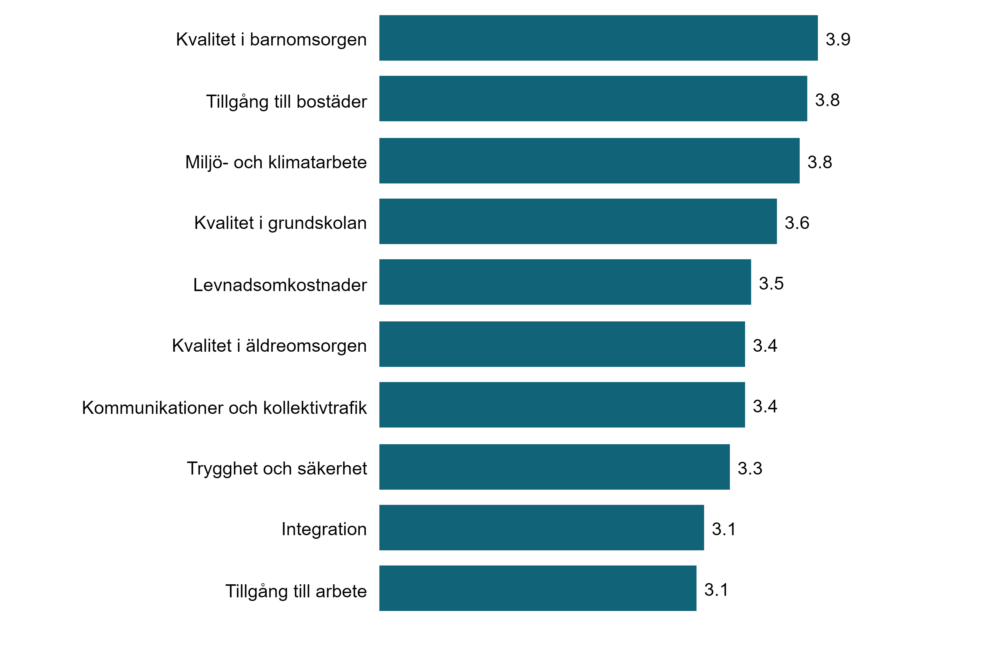 Kvalitet i barnomsorgen 3.9
Tillgång till bostäder 3.8
Miljö- och klimatarbete 3.8
Kvalitet i grundskolan 3.6
Levnadsomkostnader 3.5
Kvalitet i äldreomsorgen 3.4
Kommunikationer och kollektivtrafik 3.4
Trygghet och säkerhet 3.3
Integration 3.1
Tillgång till arbete 3.1